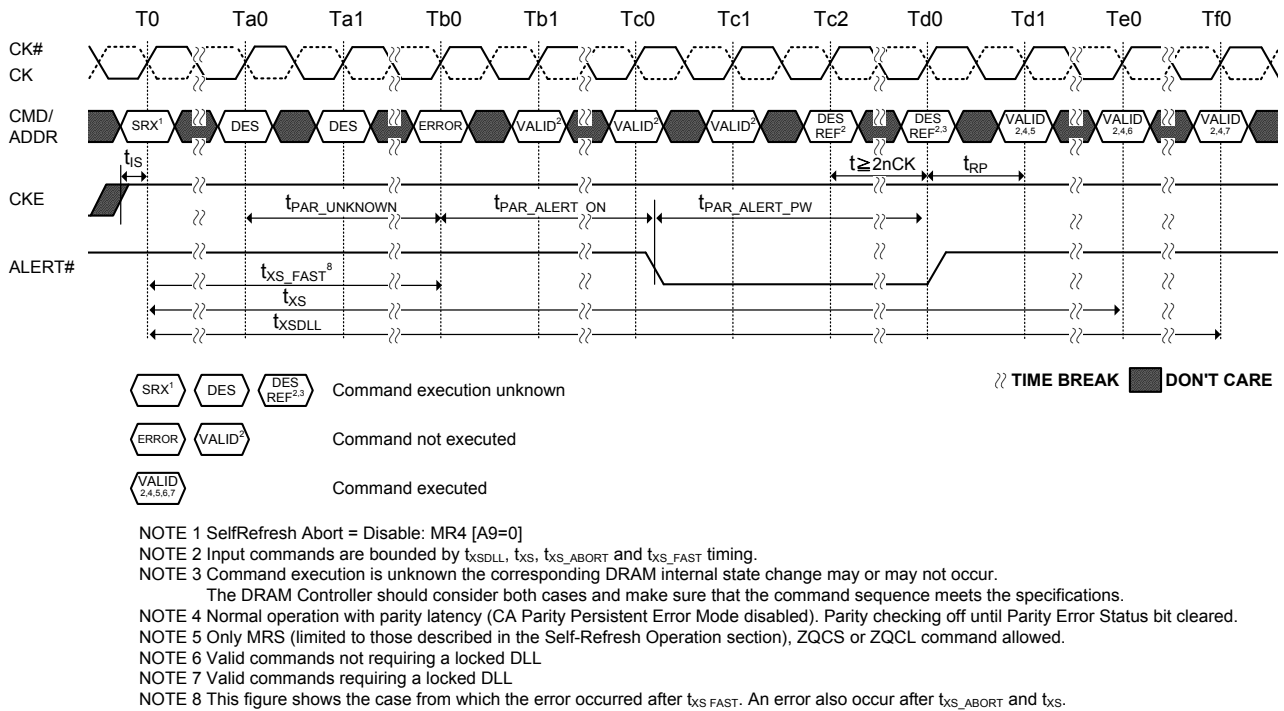 T0 Ta0 Ta1 Tb0 Tb1 Tc0 Tc1 Tc2 Td0 Td1 Te0 Tf0
CK#
CK
CMD/
ADDR
SRX¹ DES DES ERROR VALID² VALID² VALID² DES REF² DES REF²,³ VALID 2,4,5 VALID 2,4,6 VALID 2,4,7
tIS
t≧2nCK
tRP
CKE
tPAR_UNKNOWN
tPAR_ALERT_ON
tPAR_ALERT_PW
ALERT#
tXS_FAST⁸
tXS
tXSDLL
SRX¹ DES DES REF²,³ Command execution unknown
TIME BREAK DON'T CARE
ERROR VALID² Command not executed
VALID 2,4,5,6,7 Command executed
NOTE 1 SelfRefresh Abort = Disable: MR4 [A9=0]
NOTE 2 Input commands are bounded by tXSDLL, tXS, tXS_ABORT and tXS_FAST timing.
NOTE 3 Command execution is unknown the corresponding DRAM internal state change may or may not occur.
The DRAM Controller should consider both cases and make sure that the command sequence meets the specifications.
NOTE 4 Normal operation with parity latency (CA Parity Persistent Error Mode disabled). Parity checking off until Parity Error Status bit cleared.
NOTE 5 Only MRS (limited to those described in the Self-Refresh Operation section), ZQCS or ZQCL command allowed.
NOTE 6 Valid commands not requiring a locked DLL
NOTE 7 Valid commands requiring a locked DLL
NOTE 8 This figure shows the case from which the error occurred after tXS FAST. An error also occur after tXS_ABORT and tXS.